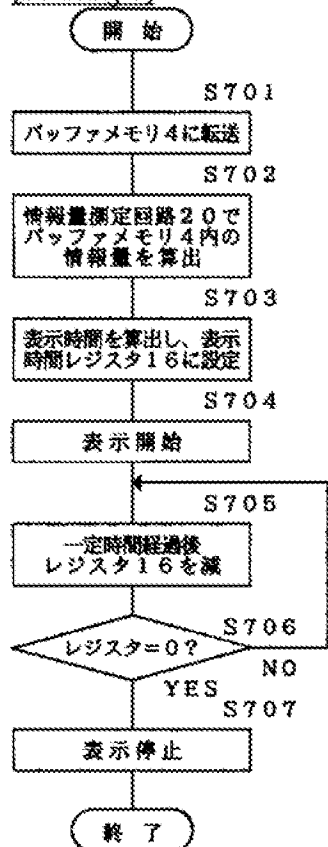 開 始
S701
バッファメモリ4に転送
S702
情報量測定回路20で
バッファメモリ4内の
情報量を算出
S703
表示時間を算出し、表示
時間レジスタ16に設定
S704
表示開始
S705
一定時間経過後
レジスタ16を減
S706
レジスタ=0?
NO
YES
S707
表示停止
終 了